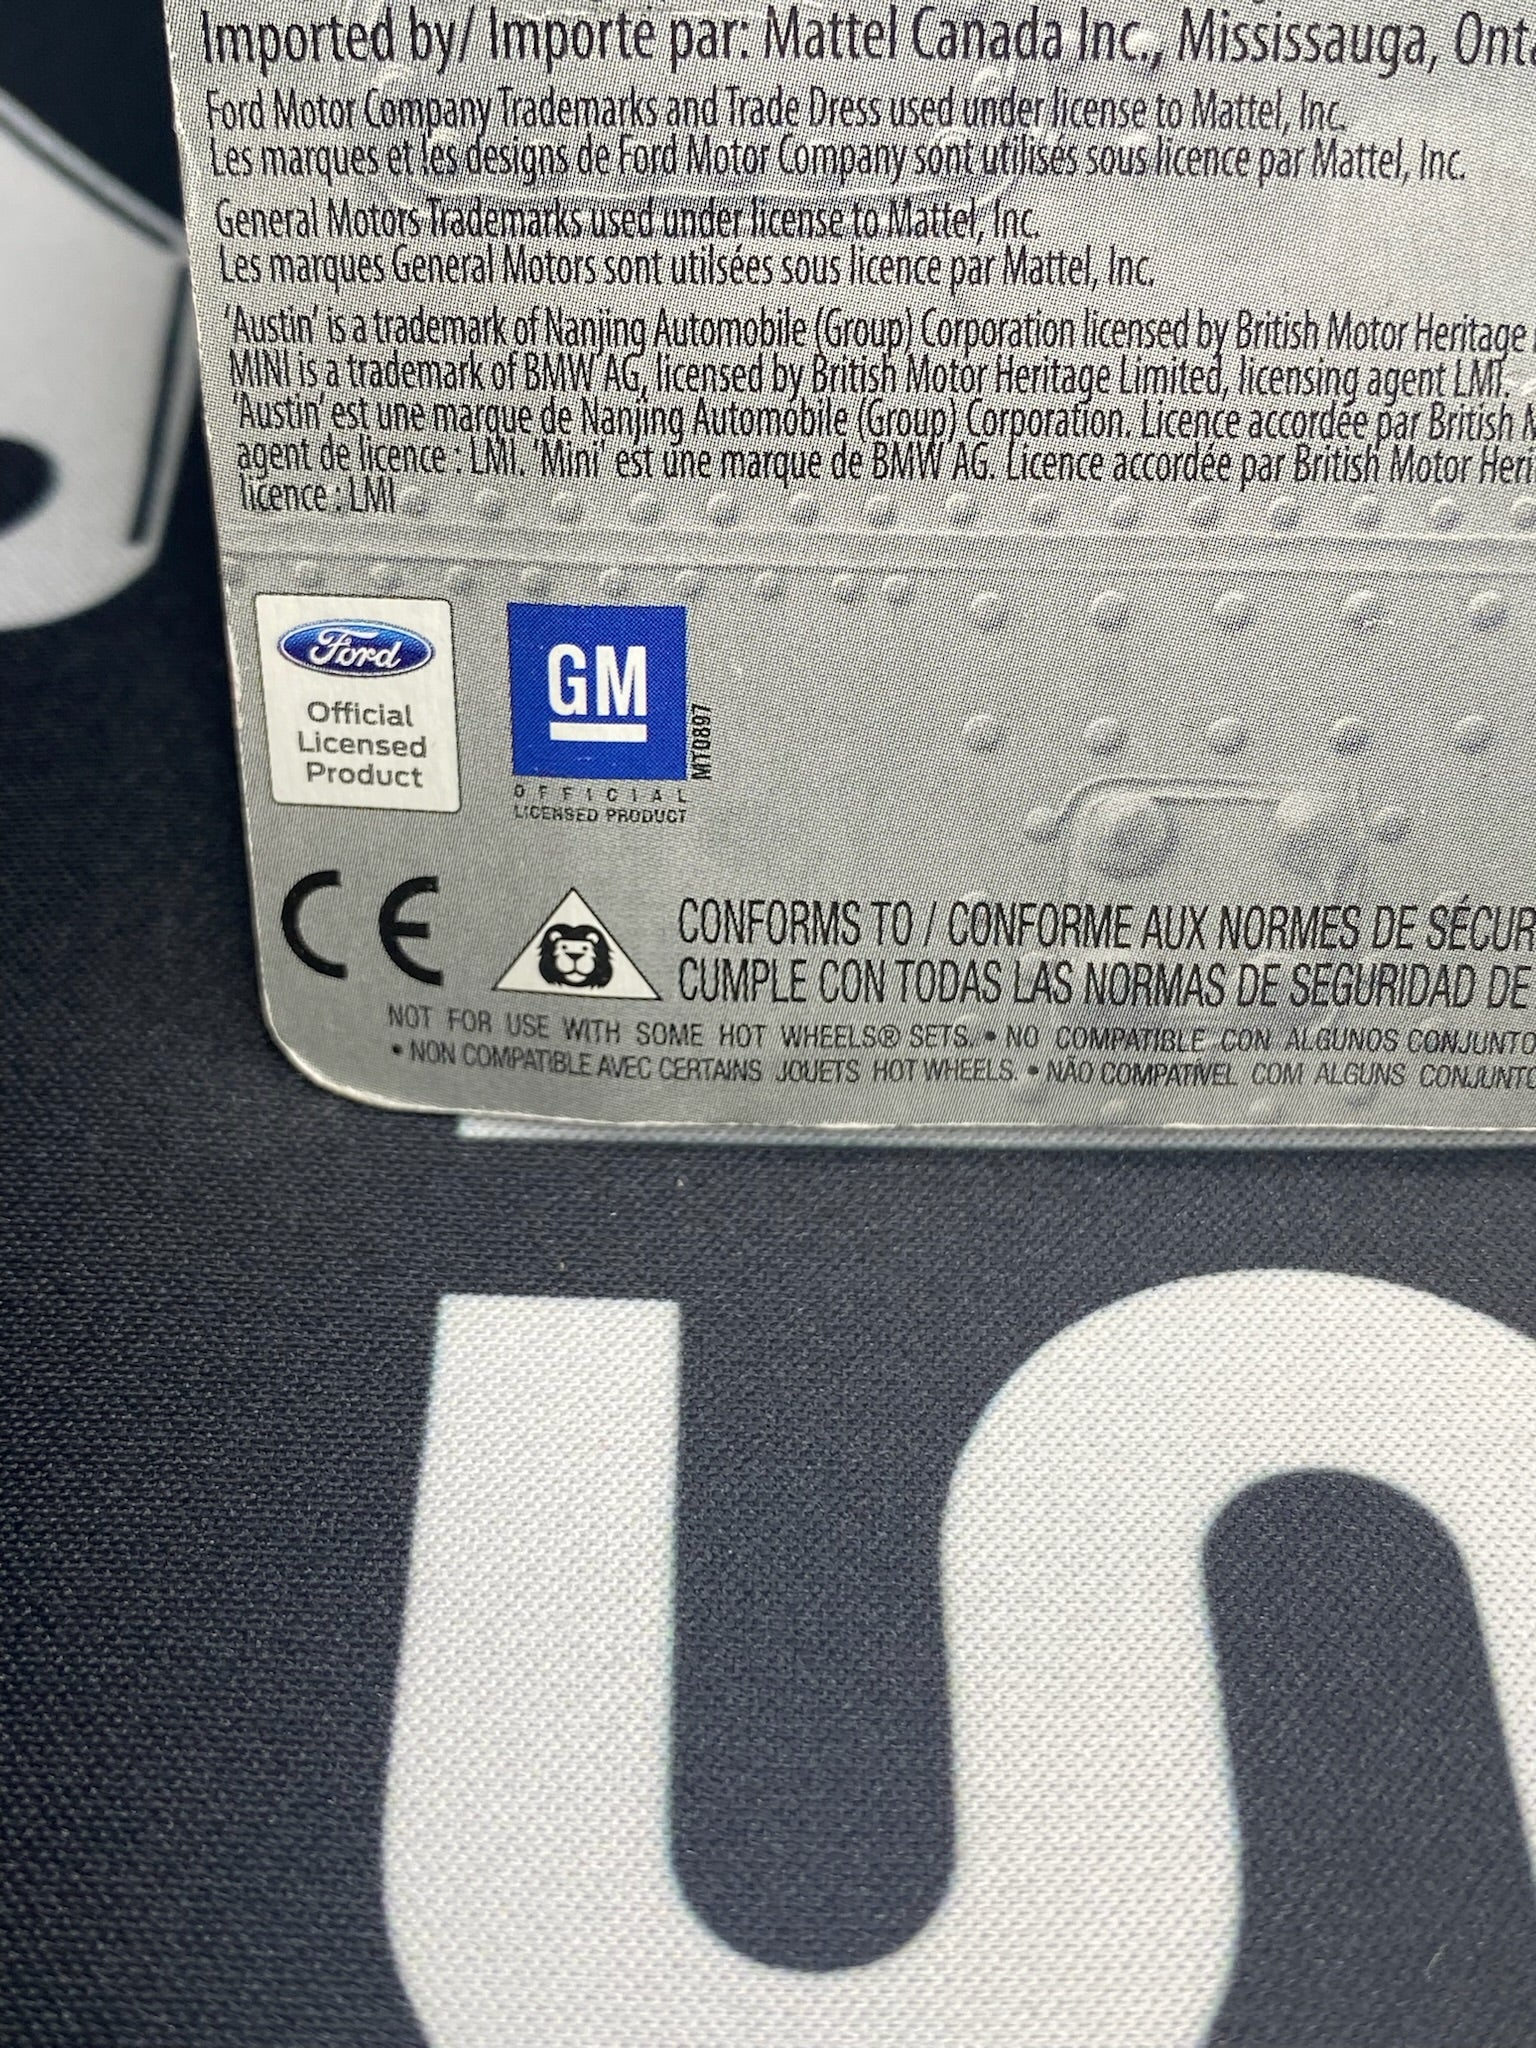 Imported by/ Importé par: Mattel Canada Inc., Mississauga,
Ford Motor Company Trademarks and Trade Dress used under license to Mattel, Inc.
Les marques et les designs de Ford Motor Company sont utilisés sous licence par Mattel, Inc.
General Motors Trademarks used under license to Mattel, Inc.
Les marques General Motors sont utilsées sous licence par Mattel, Inc.
'Austin' is a trademark of Nanjing Automobile (Group) Corporation licensed by British Motor Heritage
MINI is a trademark of BMW AG, licensed by British Motor Heritage Limited, licensing agent LMI.
'Austin' est une marque de Nanjing Automobile (Group) Corporation. Licence accordée par British
agent de licence : LMI. 'Mini' est une marque de BMW AG. Licence accordée par British Motor
licence : LMI
Ford
Official
Licensed
Product
GM
MT0897
OFFICIAL
LICENSED PRODUCT
CE
CONFORMS TO / CONFORME AUX NORMES DE
CUMPLE CON TODAS LAS NORMAS DE SEGURIDAD DE
NOT FOR USE WITH SOME HOT WHEELS® SETS. • NO COMPATIBLE CON ALGUNOS
• NON COMPATIBLE AVEC CERTAINS JOUETS HOT WHEELS. • NÃO COMPATÍVEL COM ALGUNS